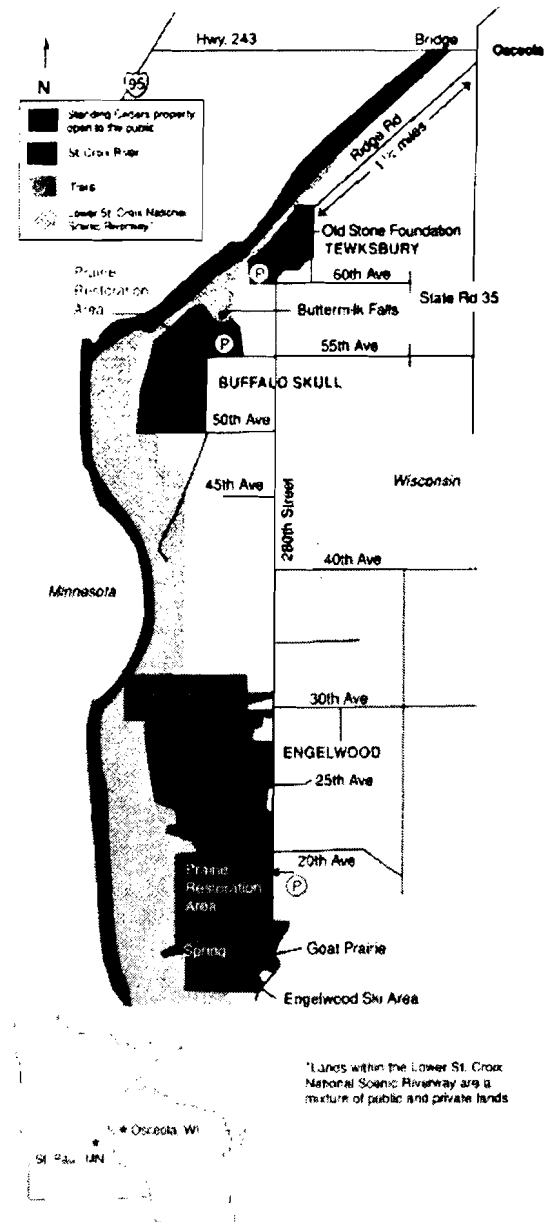 Hwy. 243
Bridge
Osceola
N
95
Standing Cedars property
open to the public
St. Croix River
Trails
Lower St. Croix National
Scenic Riverway*
Ridge Rd
1 ½ miles
Old Stone Foundation
TEWKSBURY
P
60th Ave
Prairie
Restoration
Area
State Rd 35
Buttermilk Falls
P
55th Ave
BUFFALO SKULL
50th Ave
45th Ave
Wisconsin
280th Street
40th Ave
Minnesota
30th Ave
ENGELWOOD
25th Ave
20th Ave
Prairie
Restoration
Area
P
Spring
Goat Prairie
Engelwood Ski Area
*Lands within the Lower St. Croix
National Scenic Riverway are a
mixture of public and private lands
Osceola, WI
St. Paul, MN